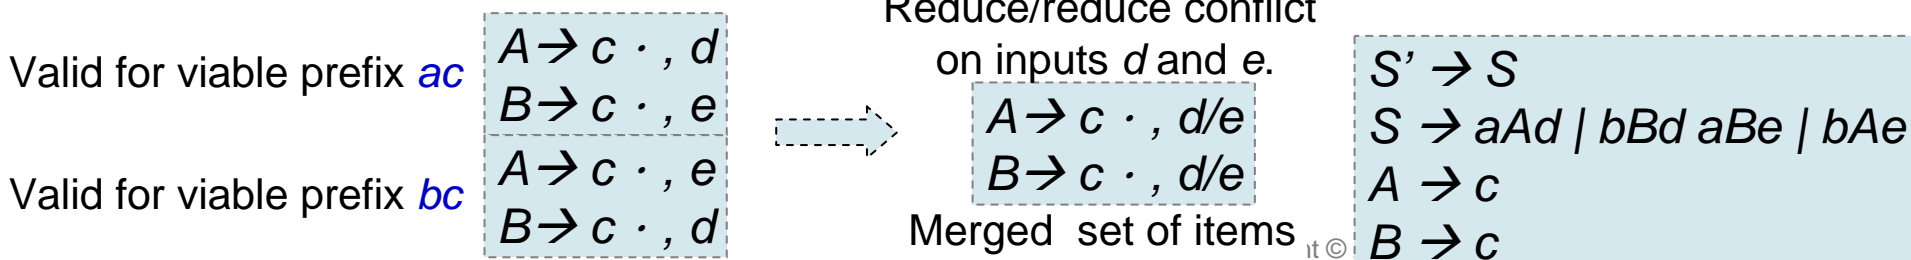 Valid for viable prefix ac
A→ c · , d
B→ c · , e
Valid for viable prefix bc
A→ c · , e
B→ c · , d
Reduce/reduce conflict
on inputs d and e.
A→ c · , d/e
B→ c · , d/e
Merged set of items
S’ → S
S → aAd | bBd aBe | bAe
A → c
B → c
©